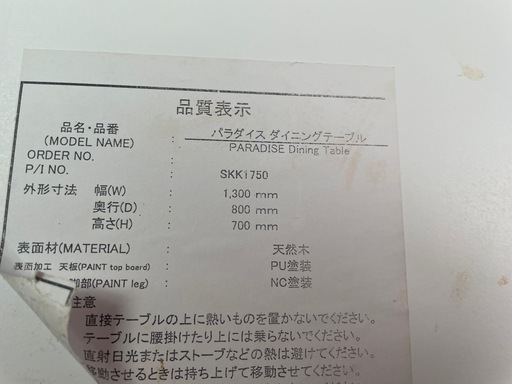 品質表示
品名・品番 : パラダイス ダイニングテーブル
(MODEL NAME) PARADISE Dining Table
ORDER NO. :
P/I NO. : SKK1750
外形寸法 幅(W) : 1,300 mm
奥行(D) : 800 mm
高さ(H) : 700 mm
表面材(MATERIAL) : 天然木
表面加工 天板(PAINT top board) : PU塗装
脚部(PAINT leg) : NC塗装
注意
直接テーブルの上に熱いものを置かないでください。
テーブルに腰掛けたり上には乗らないでください。
直射日光またはストーブなどの熱は避けてください。
移動させるときは持ち上げて移動させてください。